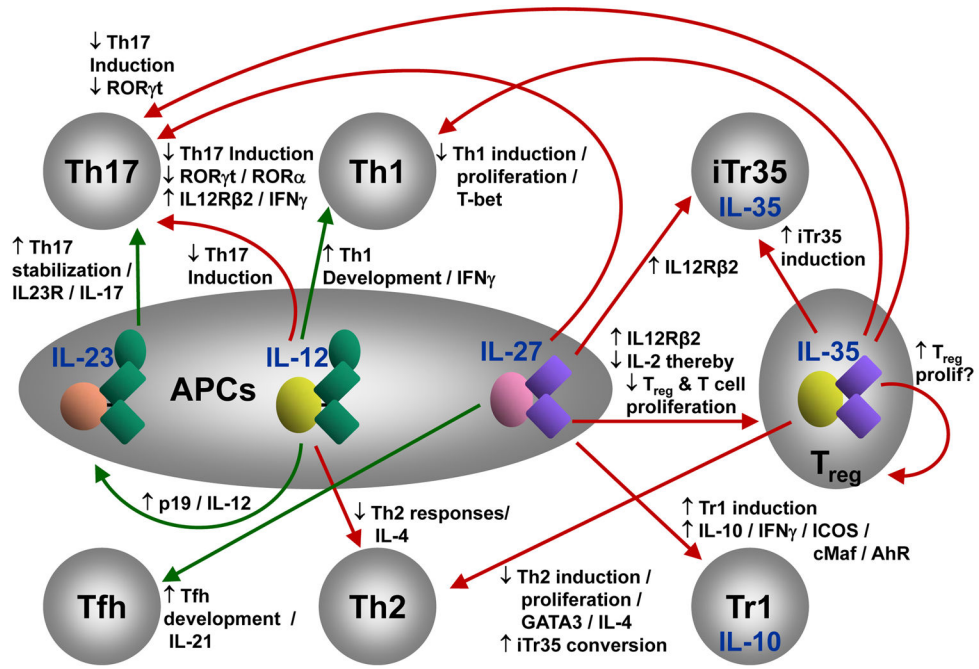 ↓ Th17
Induction
↓ RORγt
Th17
↓ Th17 Induction
↓ RORγt / RORα
↑ IL12Rβ2 / IFNγ
Th1
↓ Th1 induction /
proliferation /
T-bet
iTr35
IL-35
↑ Th17
stabilization /
IL23R / IL-17
↓ Th17
Induction
↑ Th1
Development / IFNγ
↑ IL12Rβ2
↑ iTr35
induction
IL-23
APCs
IL-12
IL-27
↑ IL12Rβ2
↓ IL-2 thereby
↓ Treg & T cell
proliferation
IL-35
Treg
↑ Treg
prolif?
↑ p19 / IL-12
↓ Th2 responses/
IL-4
↑ Tr1 induction
↑ IL-10 / IFNγ / ICOS /
cMaf / AhR
Tfh
↑ Tfh
development /
IL-21
Th2
↓ Th2 induction /
proliferation /
GATA3 / IL-4
↑ iTr35 conversion
Tr1
IL-10